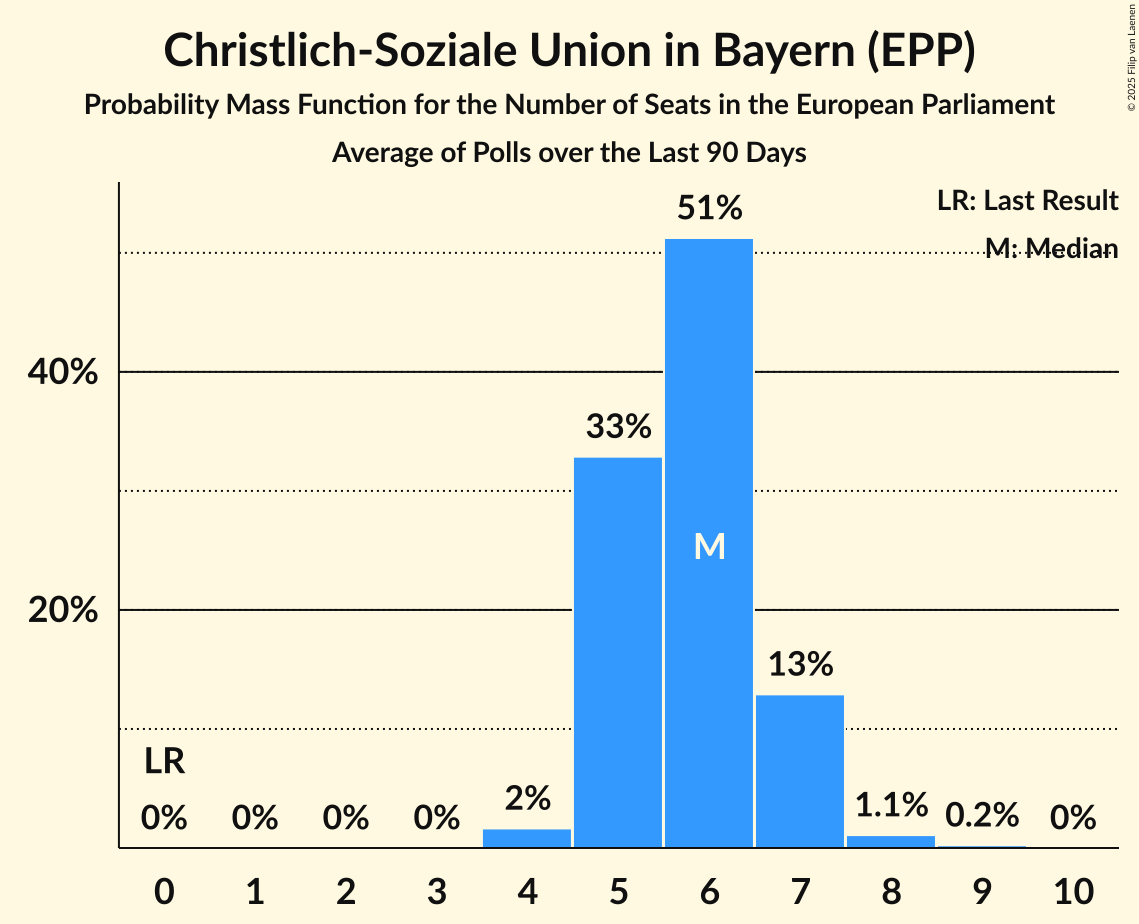 Christlich-Soziale Union in Bayern (EPP)
Probability Mass Function for the Number of Seats in the European Parliament
Average of Polls over the Last 90 Days
© 2025 Filip van Laenen
LR: Last Result
M: Median
51%
40%
33%
M
20%
13%
LR
0%
0%
0%
0%
2%
1.1%
0.2%
0%
0 1 2 3 4 5 6 7 8 9 10